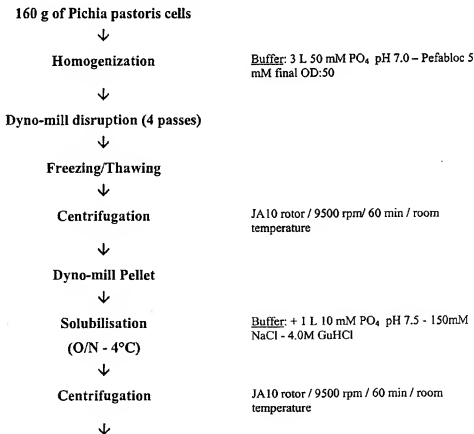 160 g of Pichia pastoris cells
↓
Homogenization
Buffer: 3 L 50 mM PO₄ pH 7.0 – Pefabloc 5
mM final OD:50
↓
Dyno-mill disruption (4 passes)
↓
Freezing/Thawing
↓
Centrifugation
JA10 rotor / 9500 rpm/ 60 min / room
temperature
↓
Dyno-mill Pellet
↓
Solubilisation
(O/N - 4°C)
Buffer: + 1 L 10 mM PO₄ pH 7.5 - 150mM
NaCl - 4.0M GuHCl
↓
Centrifugation
JA10 rotor / 9500 rpm / 60 min / room
temperature
↓